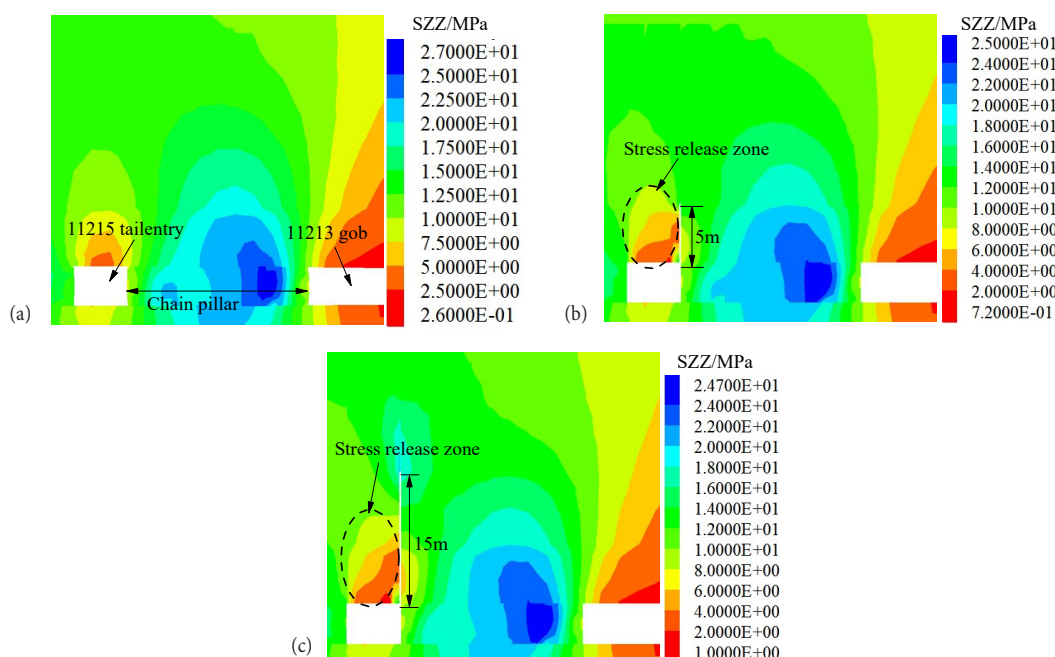 SZZ/MPa
2.7000E+01
2.5000E+01
2.2500E+01
2.0000E+01
1.7500E+01
1.5000E+01
1.2500E+01
1.0000E+01
7.5000E+00
5.0000E+00
2.5000E+00
2.6000E-01
11215 tailentry
11213 gob
Chain pillar
(a)
SZZ/MPa
2.5000E+01
2.4000E+01
2.2000E+01
2.0000E+01
1.8000E+01
1.6000E+01
1.4000E+01
1.2000E+01
1.0000E+01
8.0000E+00
6.0000E+00
4.0000E+00
2.0000E+00
7.2000E-01
Stress release zone
5m
(b)
SZZ/MPa
2.4700E+01
2.4000E+01
2.2000E+01
2.0000E+01
1.8000E+01
1.6000E+01
1.4000E+01
1.2000E+01
1.0000E+01
8.0000E+00
6.0000E+00
4.0000E+00
2.0000E+00
1.0000E+00
Stress release zone
15m
(c)